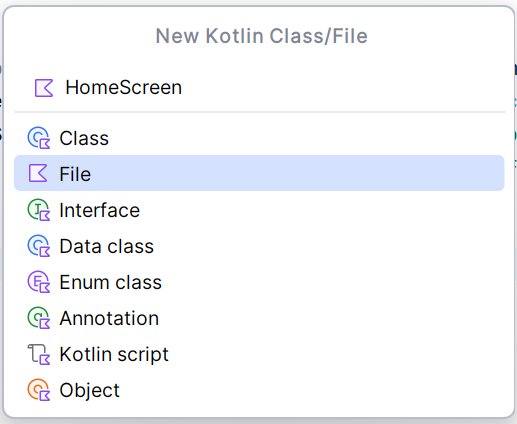 New Kotlin Class/File
HomeScreen
Class
File
Interface
Data class
Enum class
Annotation
Kotlin script
Object